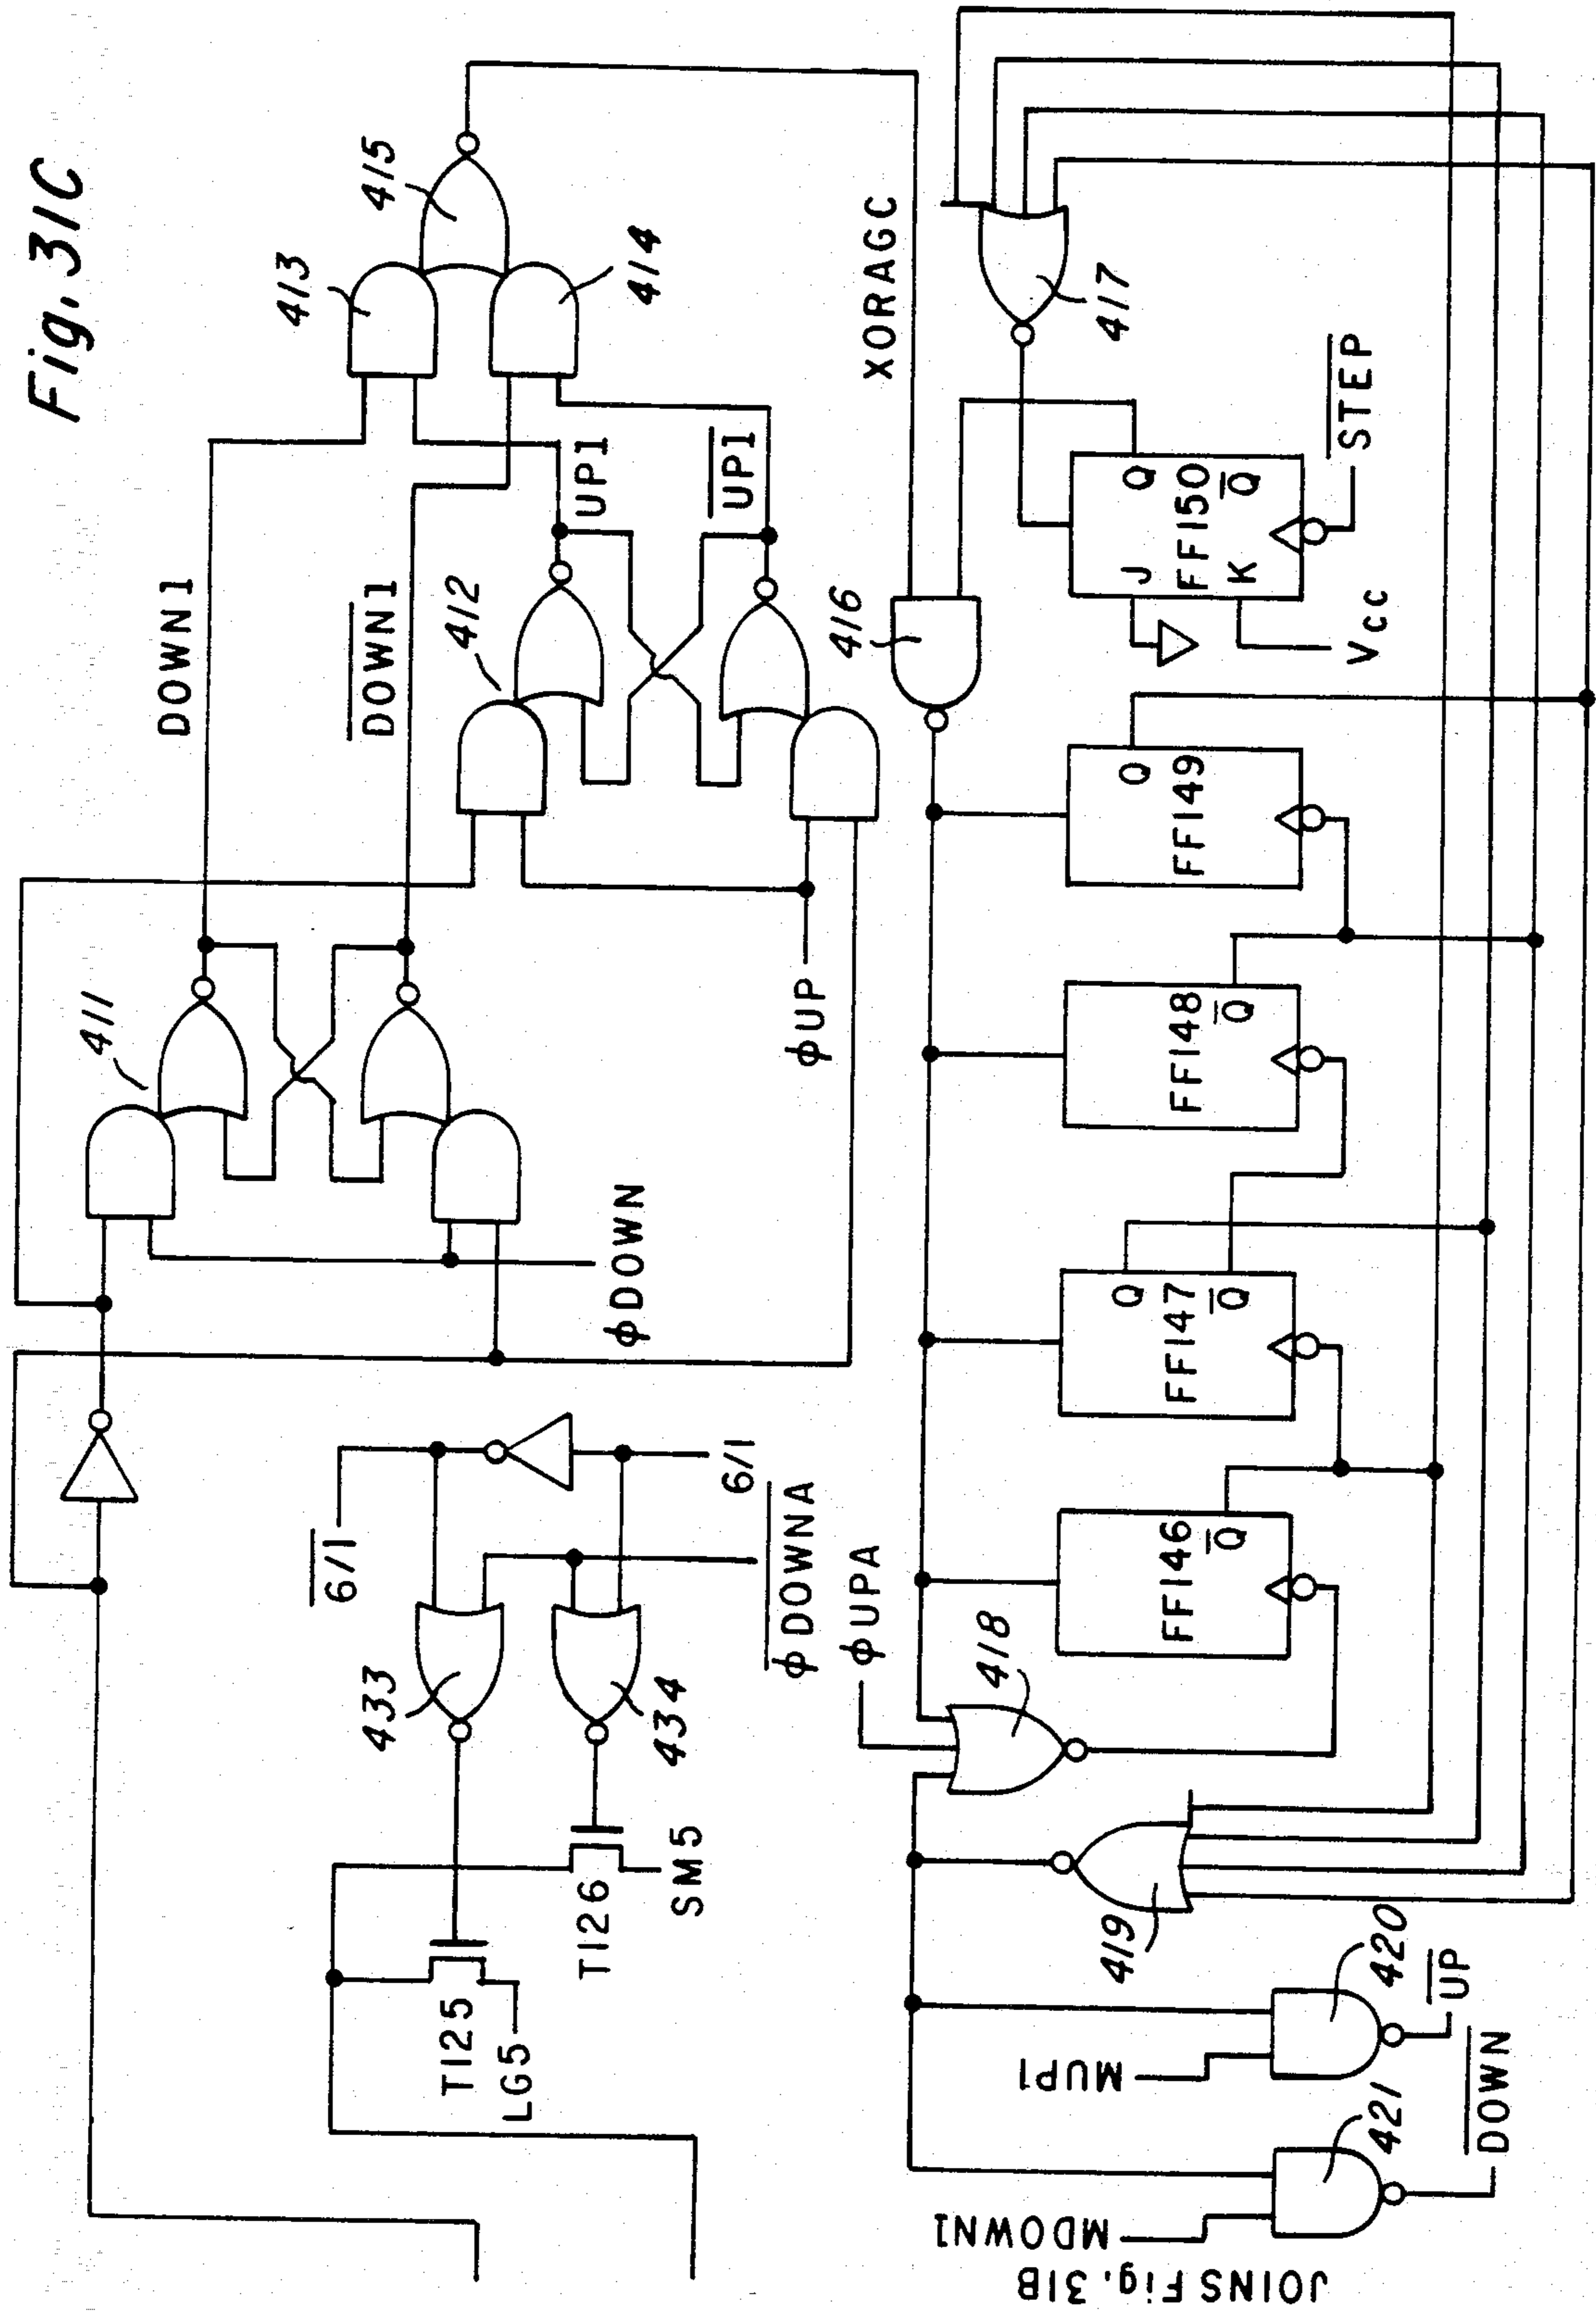 Fig. 31C
413
415
414
DOWN1
DOWN1
UP1
UP1
412
411
ϕUP
ϕDOWN
XORAGC
417
416
J
Q
FF150
K
Q
STEP
Vcc
Q
FF149
FF148
Q
Q
FF147
Q
FF146
Q
6/1
6/1
433
434
ϕDOWNA
ϕUPA
418
T125
LG5
T126
SM5
419
420
MUP1
UP
421
MDOWN1
DOWN
JOINS Fig. 31B